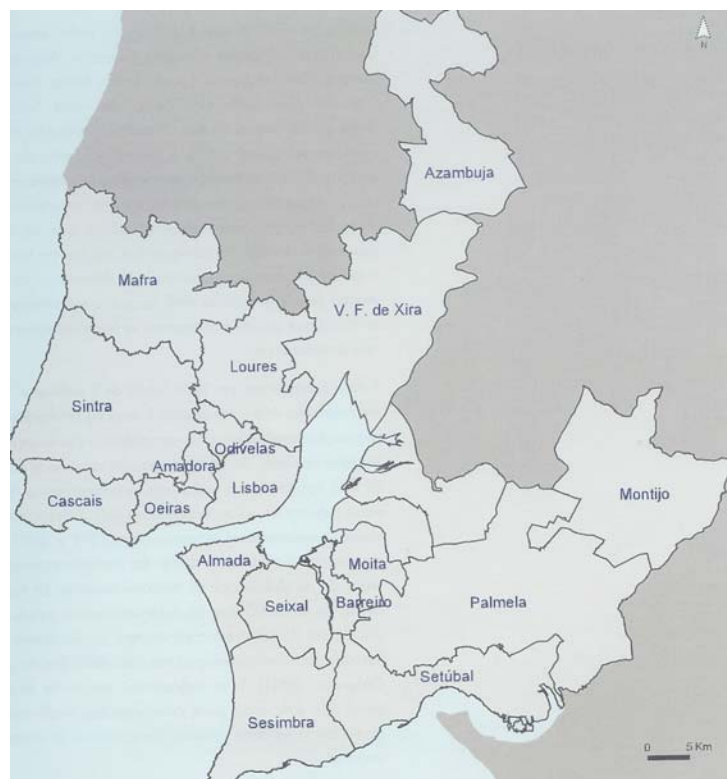 N
Azambuja
Mafra
V. F. de Xira
Loures
Sintra
Odivelas
Amadora
Lisboa
Cascais
Oeiras
Montijo
Almada
Moita
Seixal
Barreiro
Palmela
Setúbal
Sesimbra
0 5 Km